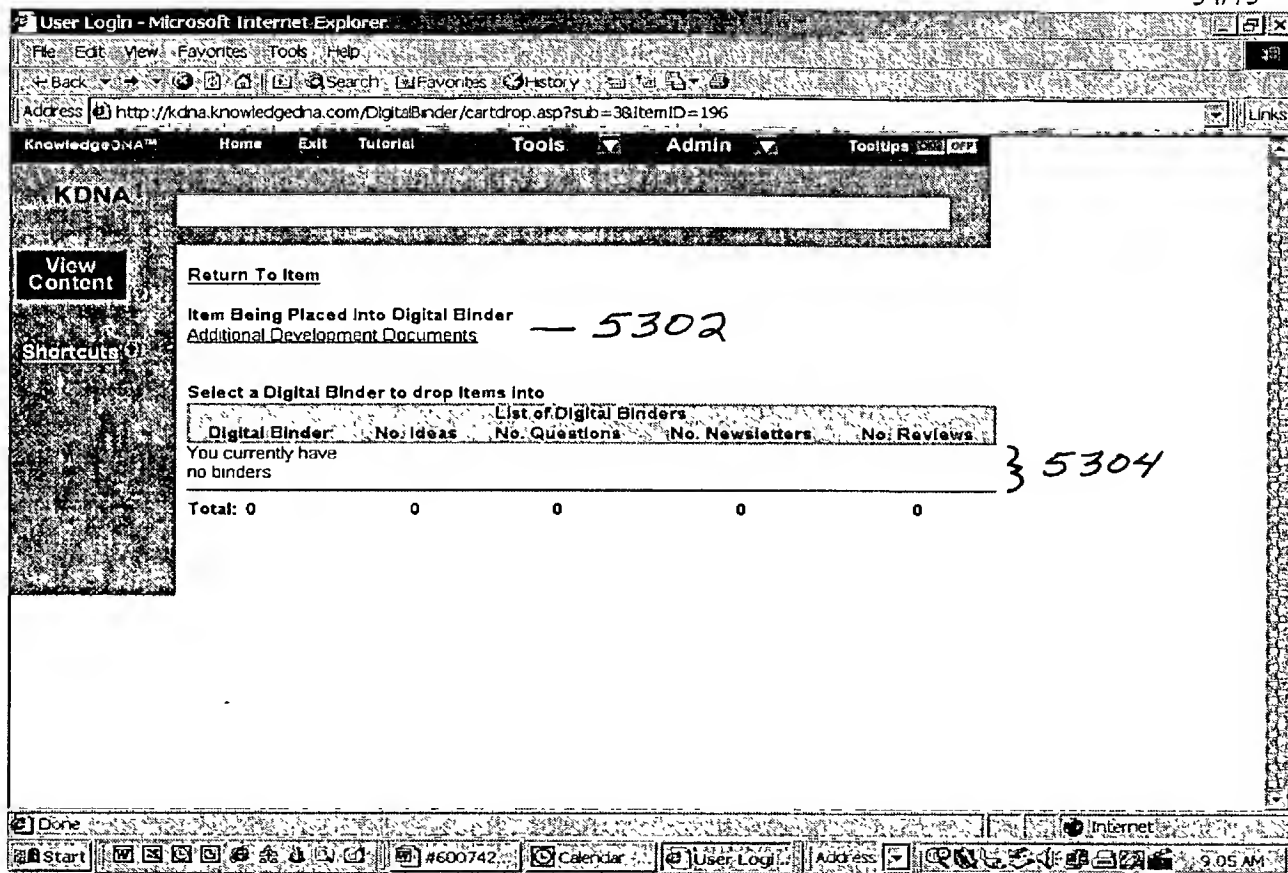 User Login - Microsoft Internet Explorer
File Edit View Favorites Tools Help
Back Search Favorites History
Address http://kdna.knowledgedna.com/DigitalBinder/cartdrop.asp?sub=3&ItemID=196 Links
KnowledgeDNA™ Home Exit Tutorial Tools Admin Tooltips ON OFF
KDNA
View
Content
Return To Item
Item Being Placed Into Digital Binder — 5302
Additional Development Documents
Shortcuts
Select a Digital Binder to drop items into
List of Digital Binders
Digital Binder No. Ideas No. Questions No. Newsletters No. Reviews
You currently have
no binders
} 5304
Total: 0 0 0 0 0
Done Internet
Start #600742... Calendar - ... User Logi... Address 9:05 AM